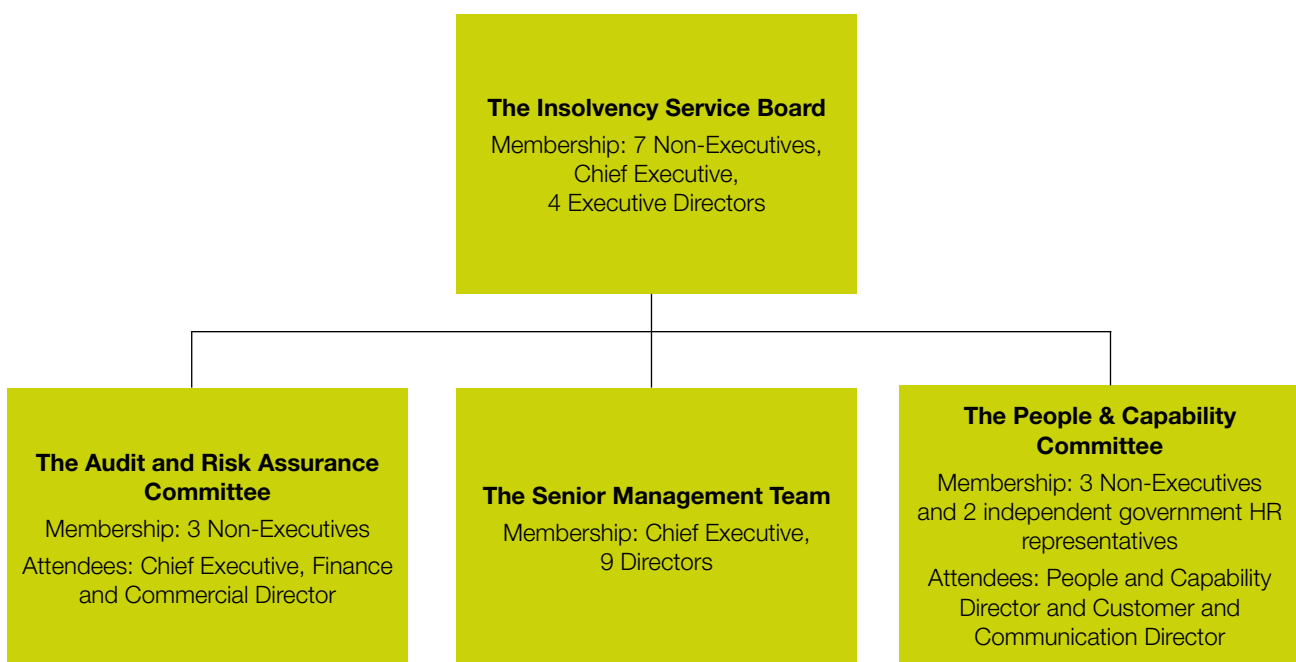 The Insolvency Service Board
Membership: 7 Non-Executives,
Chief Executive,
4 Executive Directors
The Audit and Risk Assurance
Committee
Membership: 3 Non-Executives
Attendees: Chief Executive, Finance
and Commercial Director
The Senior Management Team
Membership: Chief Executive,
9 Directors
The People & Capability
Committee
Membership: 3 Non-Executives
and 2 independent government HR
representatives
Attendees: People and Capability
Director and Customer and
Communication Director